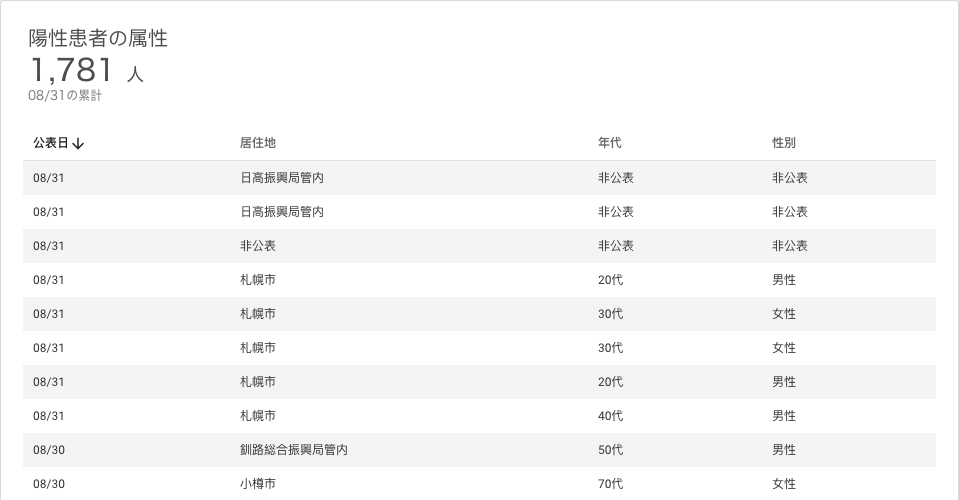 陽性患者の属性
1,781 人
08/31の累計
公表日↓ 居住地 年代 性別
08/31 日高振興局管内 非公表 非公表
08/31 日高振興局管内 非公表 非公表
08/31 非公表 非公表 非公表
08/31 札幌市 20代 男性
08/31 札幌市 30代 女性
08/31 札幌市 30代 女性
08/31 札幌市 20代 男性
08/31 札幌市 40代 男性
08/30 釧路総合振興局管内 50代 男性
08/30 小樽市 70代 女性